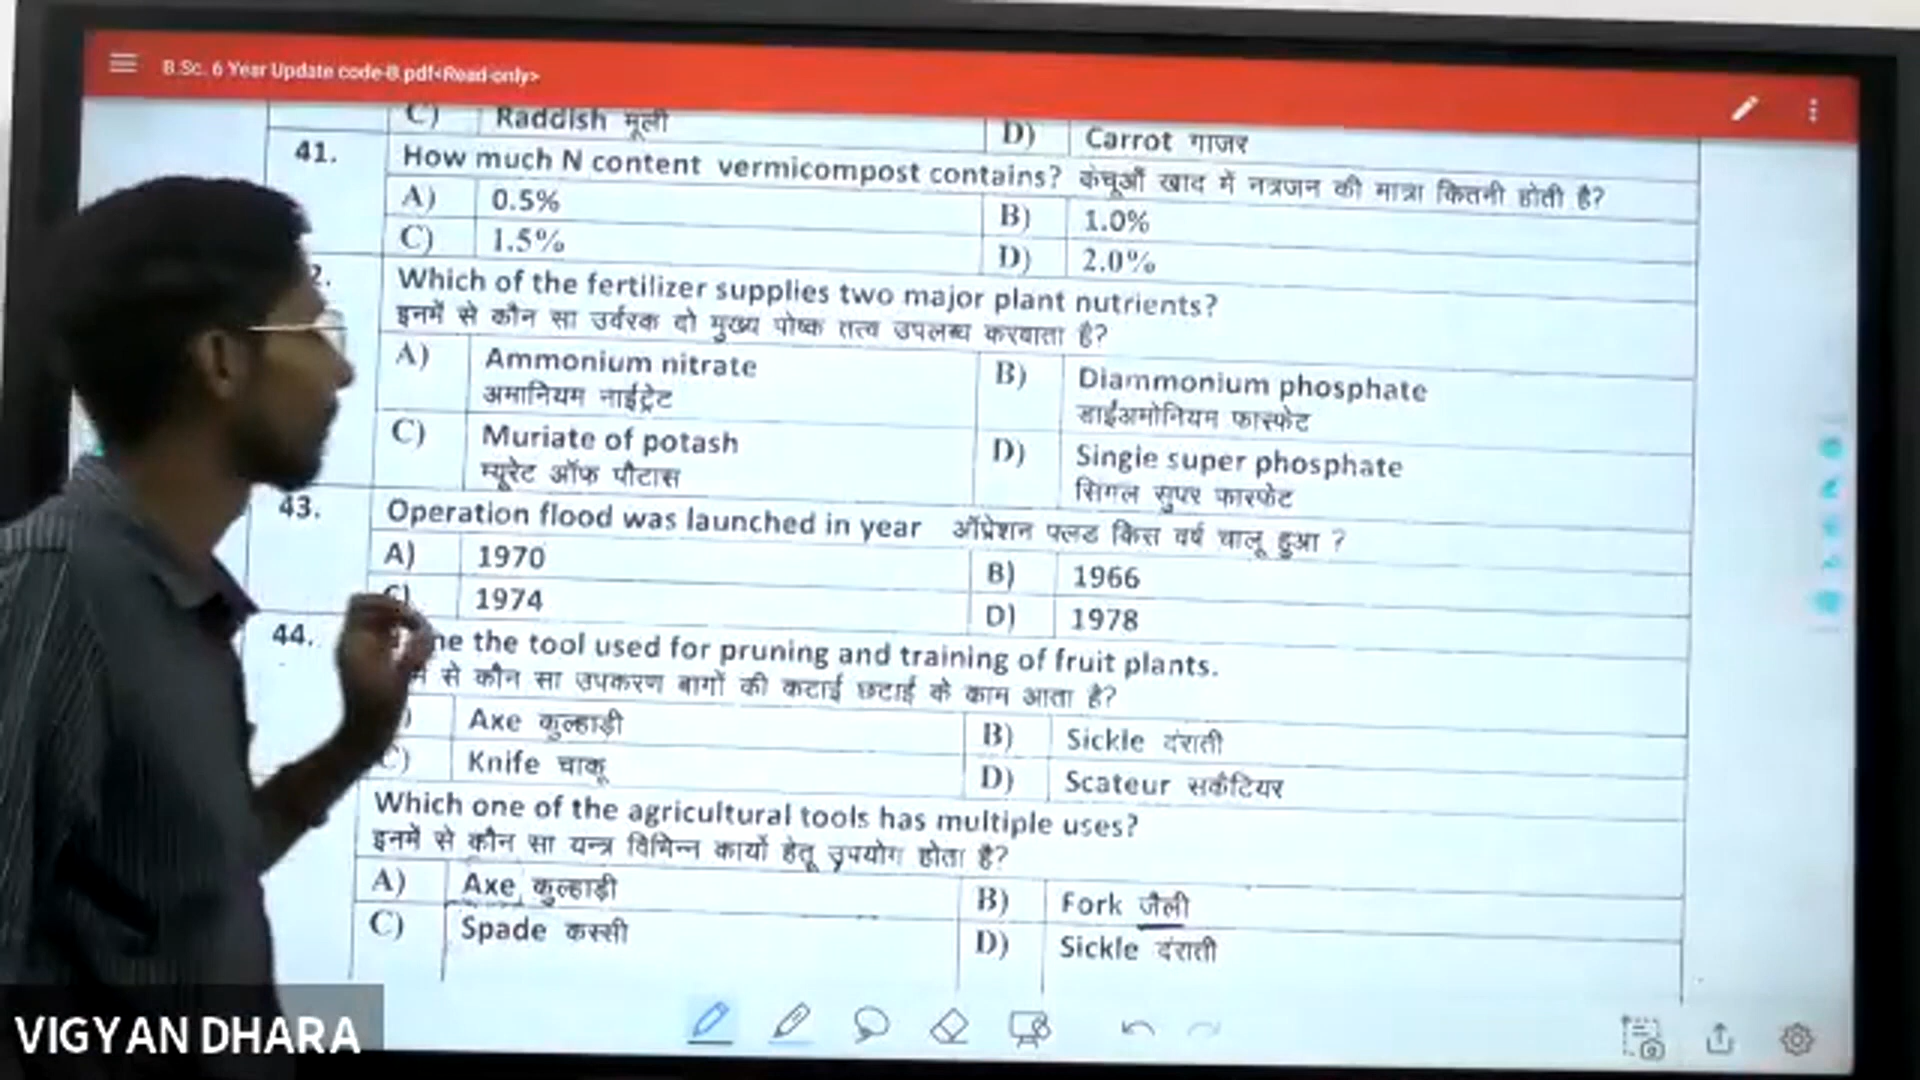 B.Sc. 6 Year Update code-B.pdf<Read-only>
C) Raddish मूली D) Carrot गाजर
41. How much N content vermicompost contains? केंचूओं खाद में नत्रजन की मात्रा कितनी होती है?
A) 0.5% B) 1.0%
C) 1.5% D) 2.0%
2. Which of the fertilizer supplies two major plant nutrients?
इनमें से कौन सा उर्वरक दो मुख्य पोष्क तत्व उपलब्ध करवाता है?
A) Ammonium nitrate B) Diammonium phosphate
अमानियम नाईट्रेट डाईअमोनियम फास्फेट
C) Muriate of potash D) Single super phosphate
म्यूरेट ऑफ पौटास सिंगल सुपर फास्फेट
43. Operation flood was launched in year ऑप्रेशन फ्लड किस वर्ष चालू हुआ ?
A) 1970 B) 1966
C) 1974 D) 1978
44. me the tool used for pruning and training of fruit plants.
से कौन सा उपकरण बागों की कटाई छटाई के काम आता है?
) Axe कुल्हाड़ी B) Sickle दंराती
C) Knife चाकू D) Scateur सकैटियर
Which one of the agricultural tools has multiple uses?
इनमें से कौन सा यन्त्र विभिन्न कार्यो हेतू उपयोग होता है?
A) Axe कुल्हाड़ी B) Fork जैली
C) Spade कस्सी D) Sickle दंराती
VIGYAN DHARA